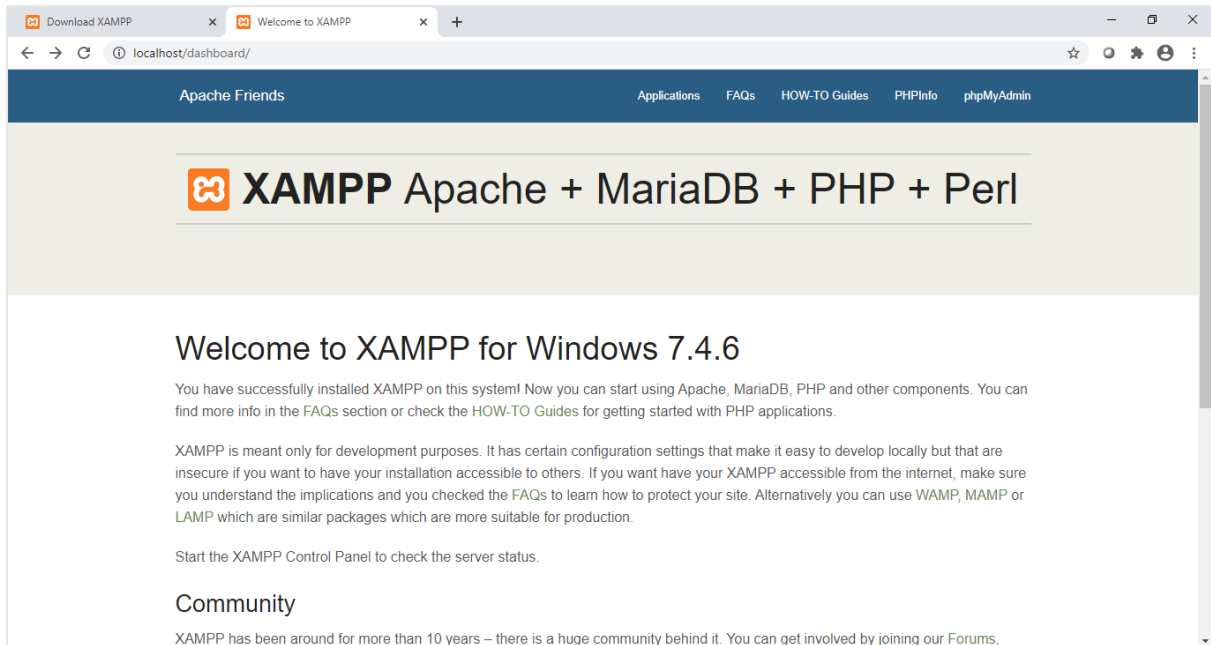 Download XAMPP
Welcome to XAMPP
localhost/dashboard/
Apache Friends
Applications FAQs HOW-TO Guides PHPInfo phpMyAdmin
XAMPP Apache + MariaDB + PHP + Perl
Welcome to XAMPP for Windows 7.4.6
You have successfully installed XAMPP on this system! Now you can start using Apache, MariaDB, PHP and other components. You can
find more info in the FAQs section or check the HOW-TO Guides for getting started with PHP applications.
XAMPP is meant only for development purposes. It has certain configuration settings that make it easy to develop locally but that are
insecure if you want to have your installation accessible to others. If you want have your XAMPP accessible from the internet, make sure
you understand the implications and you checked the FAQs to learn how to protect your site. Alternatively you can use WAMP, MAMP or
LAMP which are similar packages which are more suitable for production.
Start the XAMPP Control Panel to check the server status.
Community
XAMPP has been around for more than 10 years – there is a huge community behind it. You can get involved by joining our Forums,